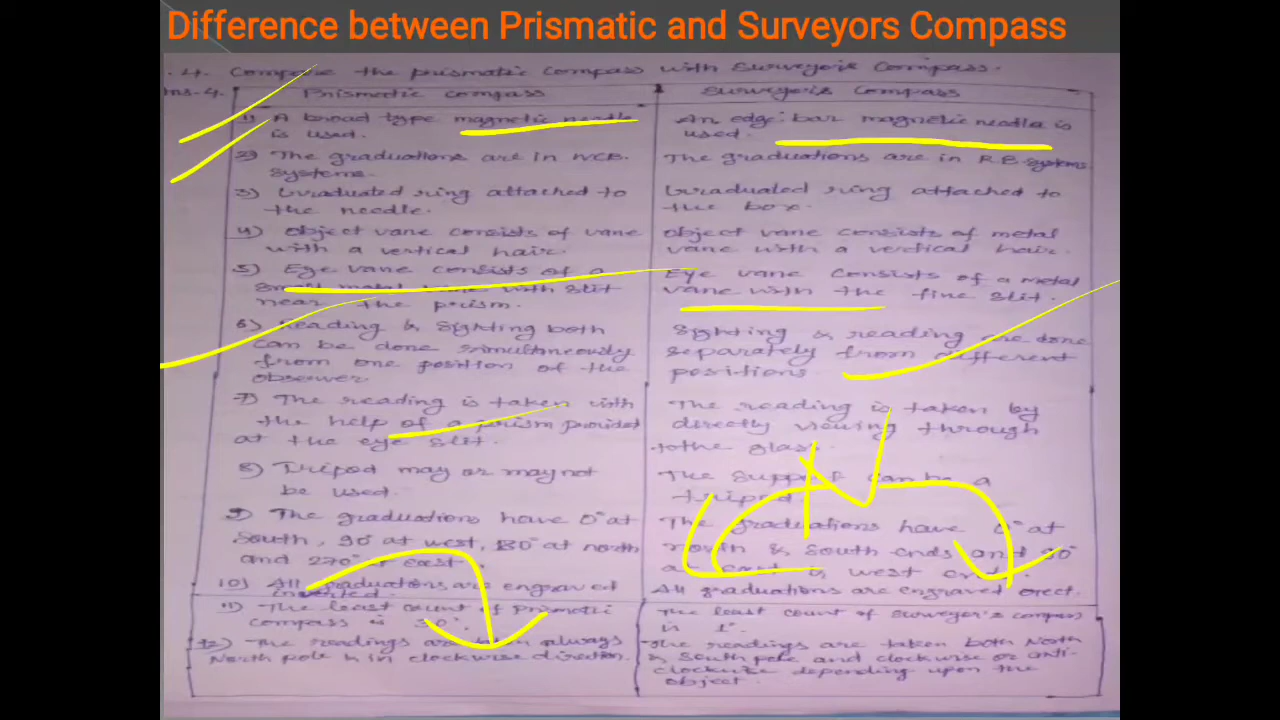 Difference between Prismatic and Surveyors Compass
4. Compare the prismatic compass with surveyor's compass.
Ans-4.
Prismatic compass
1) A broad type magnetic needle
is used.
2) The graduations are in WCB.
systems.
3) Graduated ring attached to
the needle.
4) Object vane consists of vane
with a vertical hair.
5) Eye vane consists of a
small metal vane with slit
near the prism.
6) Reading & Sighting both
can be done simultineously
from one position of the
observer.
7) The reading is taken with
the help of a prism provided
at the eye slit.
8) Tripod may or may not
be used.
9) The graduations have 0° at
South, 90° at west, 180° at north
and 270° at east.
10) All graduations are engraved
inverted.
11) The least count of prismatic
compass is 30°.
12) The readings are taken always
North pole & in clockwise direction.
Surveyor's Compass
An edge bar magnetic needle is
used.
The graduations are in R.B. systems
Graduated ring attached to
the box.
object vane consists of metal
vane with a vertical hair.
Eye vane consists of a metal
vane with the fine slit.
Sighting & reading are done
separately from different
positions.
The reading is taken by
directly viewing through
tothe glass.
The support can be a
tripod.
The graduations have 0° at
north & South ends and 90°
at east & west ends.
All graduations are engraved erect.
The least count of surveyor's compass
is 1°.
The readings are taken both North
& South pole and clockwise or anti-
clockwise depending upon the
object.